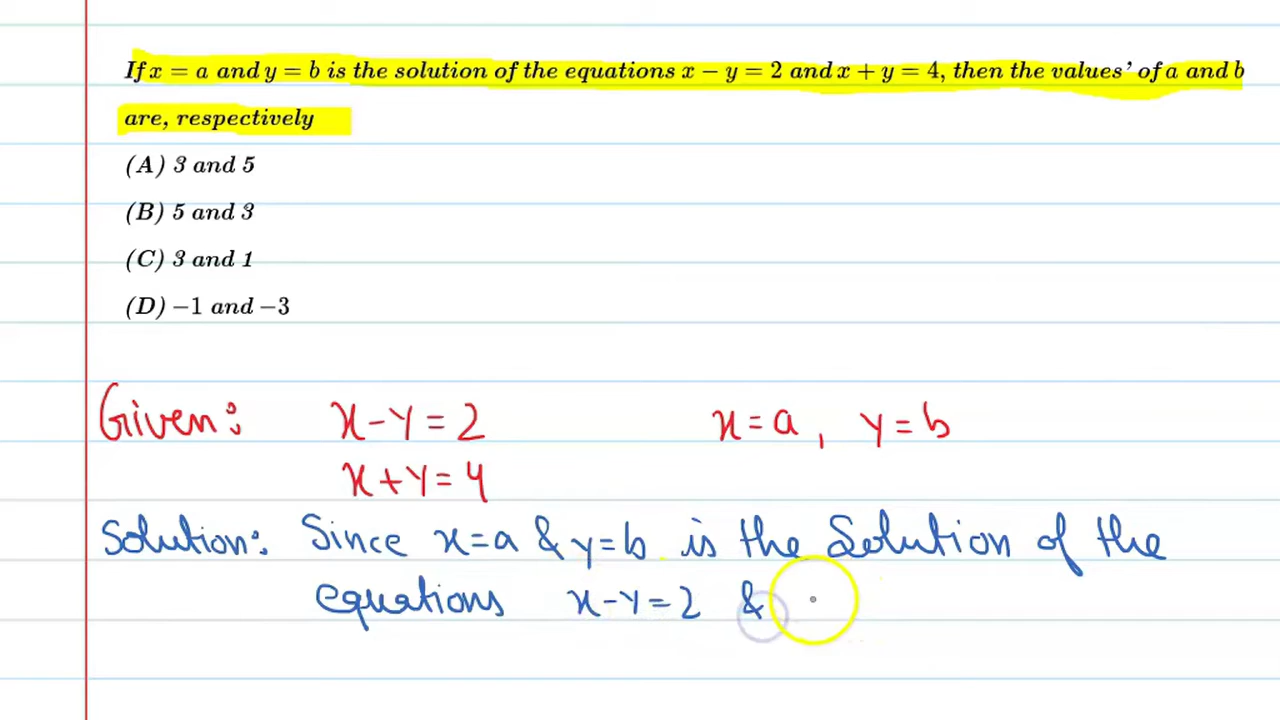 If x = a and y = b is the solution of the equations x − y = 2 and x + y = 4, then the values’ of a and b
are, respectively
(A) 3 and 5
(B) 5 and 3
(C) 3 and 1
(D) −1 and −3
Given: x-y=2 x=a, y=b
x+y=4
Solution: Since x=a & y=b is the Solution of the
equations x-y=2 &